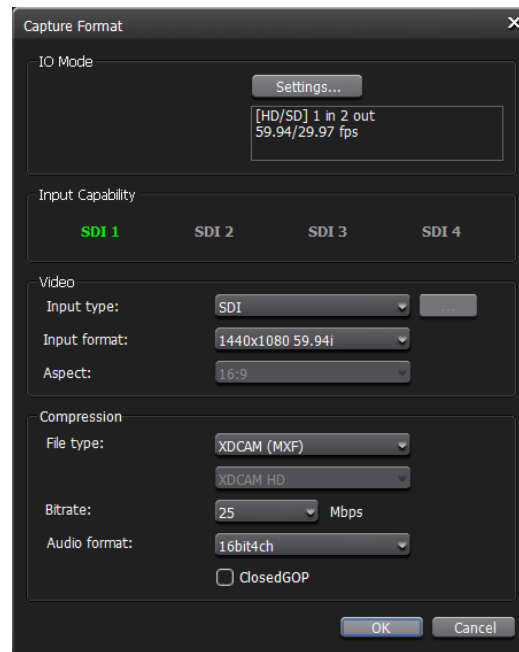 Capture Format
IO Mode
Settings...
[HD/SD] 1 in 2 out
59.94/29.97 fps
Input Capability
SDI 1 SDI 2 SDI 3 SDI 4
Video
Input type: SDI ...
Input format: 1440x1080 59.94i
Aspect: 16:9
Compression
File type: XDCAM (MXF)
XDCAM HD
Bitrate: 25 Mbps
Audio format: 16bit4ch
ClosedGOP
OK Cancel